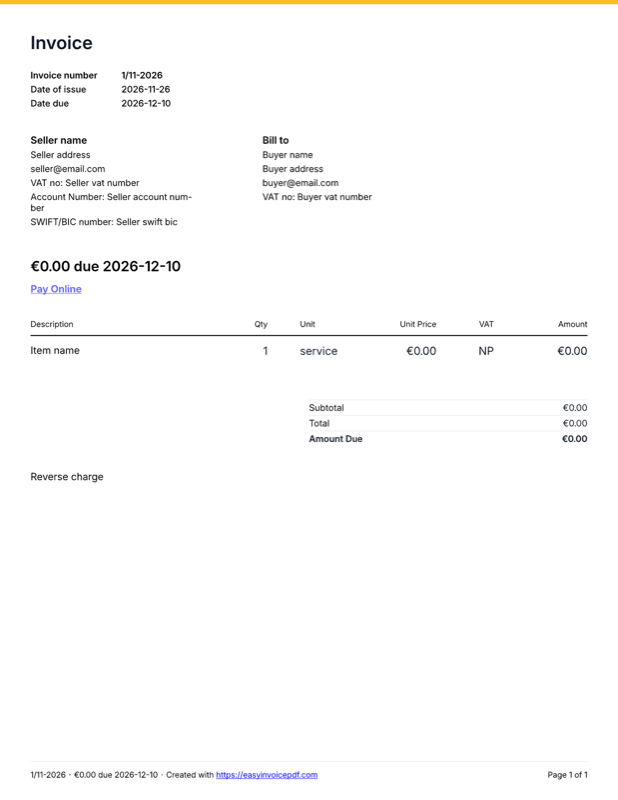 Invoice
Invoice number 1/11-2026
Date of issue 2026-11-26
Date due 2026-12-10
Seller name
Seller address
seller@email.com
VAT no: Seller vat number
Account Number: Seller account num-
ber
SWIFT/BIC number: Seller swift bic
Bill to
Buyer name
Buyer address
buyer@email.com
VAT no: Buyer vat number
€0.00 due 2026-12-10
Pay Online
Description Qty Unit Unit Price VAT Amount
Item name 1 service €0.00 NP €0.00
Subtotal €0.00
Total €0.00
Amount Due €0.00
Reverse charge
1/11-2026 · €0.00 due 2026-12-10 · Created with https://easyinvoicepdf.com Page 1 of 1